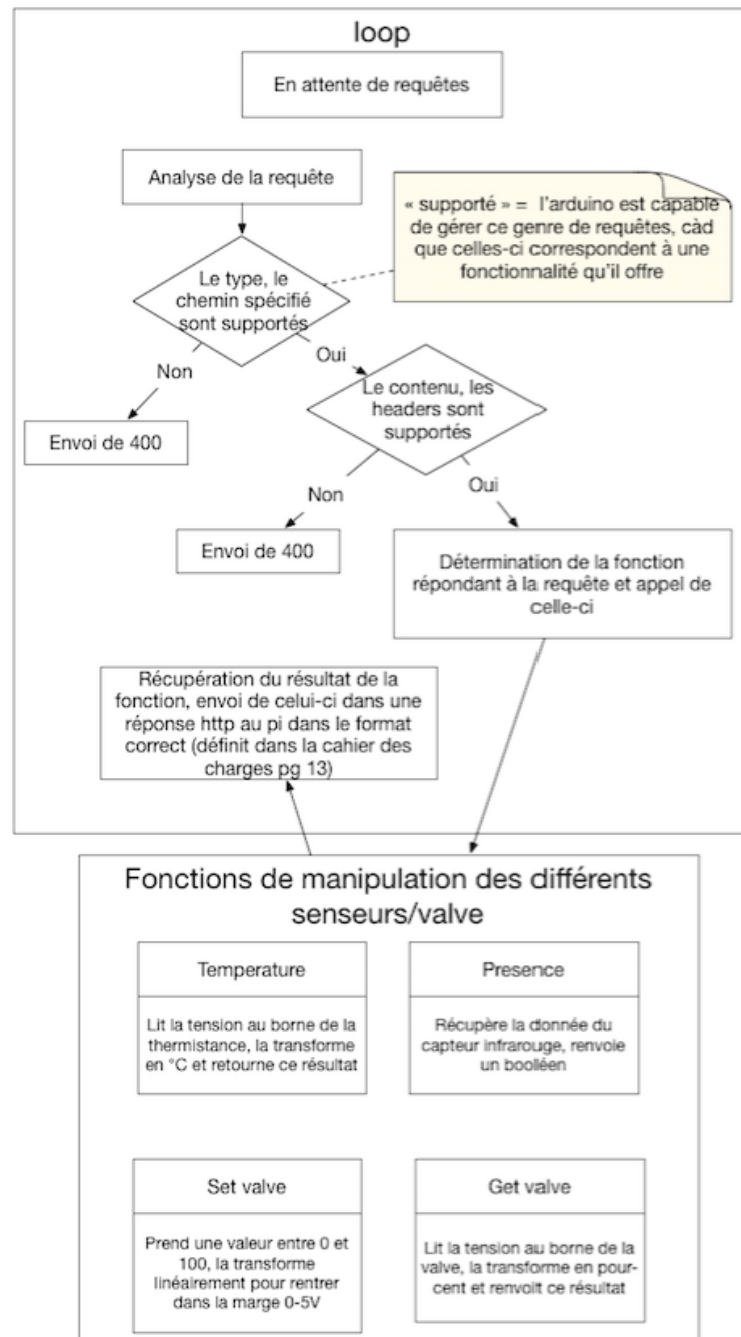 loop
En attente de requêtes
Analyse de la requête
« supporté » = l'arduino est capable
de gérer ce genre de requêtes, càd
que celles-ci correspondent à une
fonctionnalité qu'il offre
Le type, le
chemin spécifié
sont supportés
Non
Oui
Envoi de 400
Le contenu, les
headers sont
supportés
Non
Oui
Envoi de 400
Détermination de la fonction
répondant à la requête et appel de
celle-ci
Récupération du résultat de la
fonction, envoi de celui-ci dans une
réponse http au pi dans le format
correct (définit dans la cahier des
charges pg 13)
Fonctions de manipulation des différents
senseurs/valve
Temperature
Lit la tension au borne de la
thermistance, la transforme
en °C et retourne ce résultat
Presence
Récupère la donnée du
capteur infrarouge, renvoie
un boolléen
Set valve
Prend une valeur entre 0 et
100, la transforme
linéairement pour rentrer
dans la marge 0-5V
Get valve
Lit la tension au borne de la
valve, la transforme en pour-
cent et renvoit ce résultat